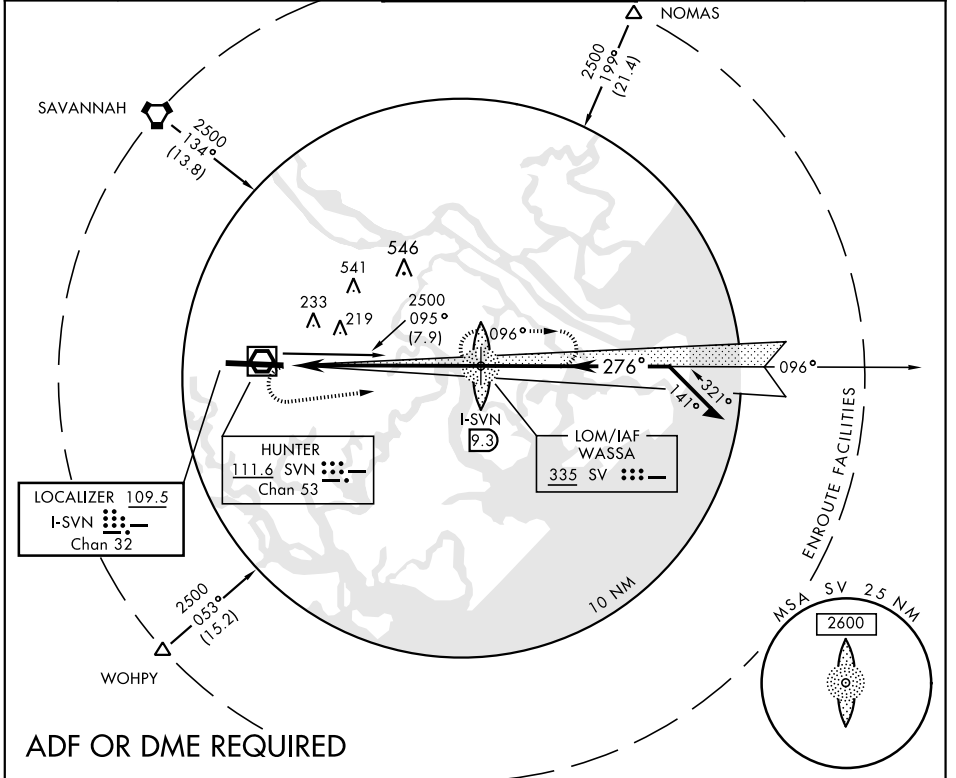 NOMAS
2500
199°
(21.4)
SAVANNAH
2500
134°
(13.8)
546
541
233
219
2500
095°
(7.9)
096°
276°
096°
321°
141°
I-SVN
9.3
LOM/IAF
WASSA
335 SV
HUNTER
111.6 SVN
Chan 53
LOCALIZER 109.5
I-SVN
Chan 32
ENROUTE FACILITIES
10 NM
2500
053°
(15.2)
WOHPY
MSA SV 25 NM
2600
ADF OR DME REQUIRED